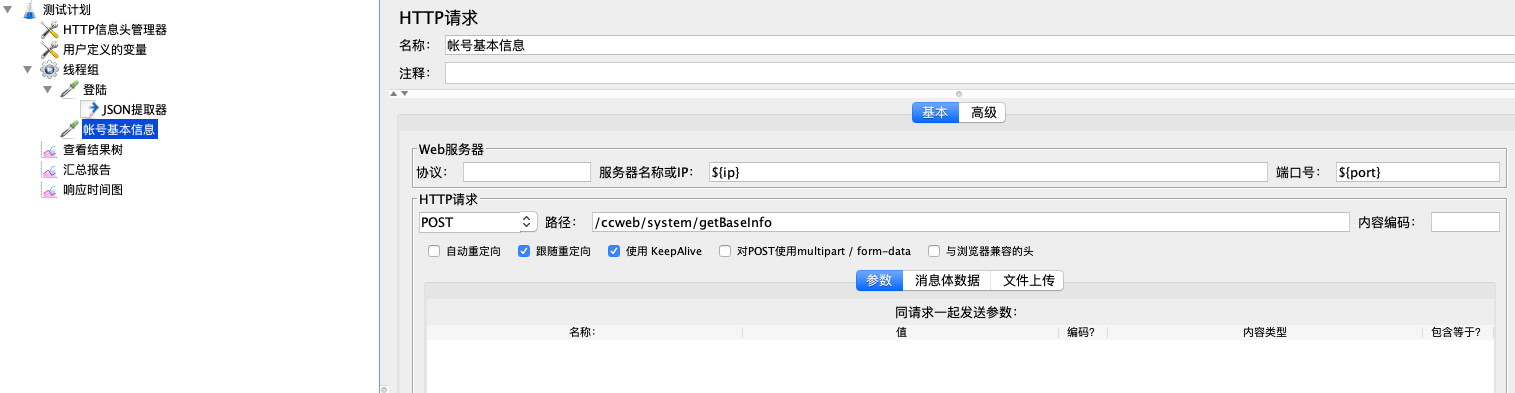 测试计划
HTTP信息头管理器
用户定义的变量
线程组
登陆
JSON提取器
帐号基本信息
查看结果树
汇总报告
响应时间图
HTTP请求
名称： 帐号基本信息
注释：
基本 高级
Web服务器
协议： 服务器名称或IP： ${ip} 端口号： ${port}
HTTP请求
POST 路径： /ccweb/system/getBaseInfo 内容编码：
自动重定向 跟随重定向 使用 KeepAlive 对POST使用multipart / form-data 与浏览器兼容的头
参数 消息体数据 文件上传
同请求一起发送参数：
名称： 值 编码? 内容类型 包含等于?